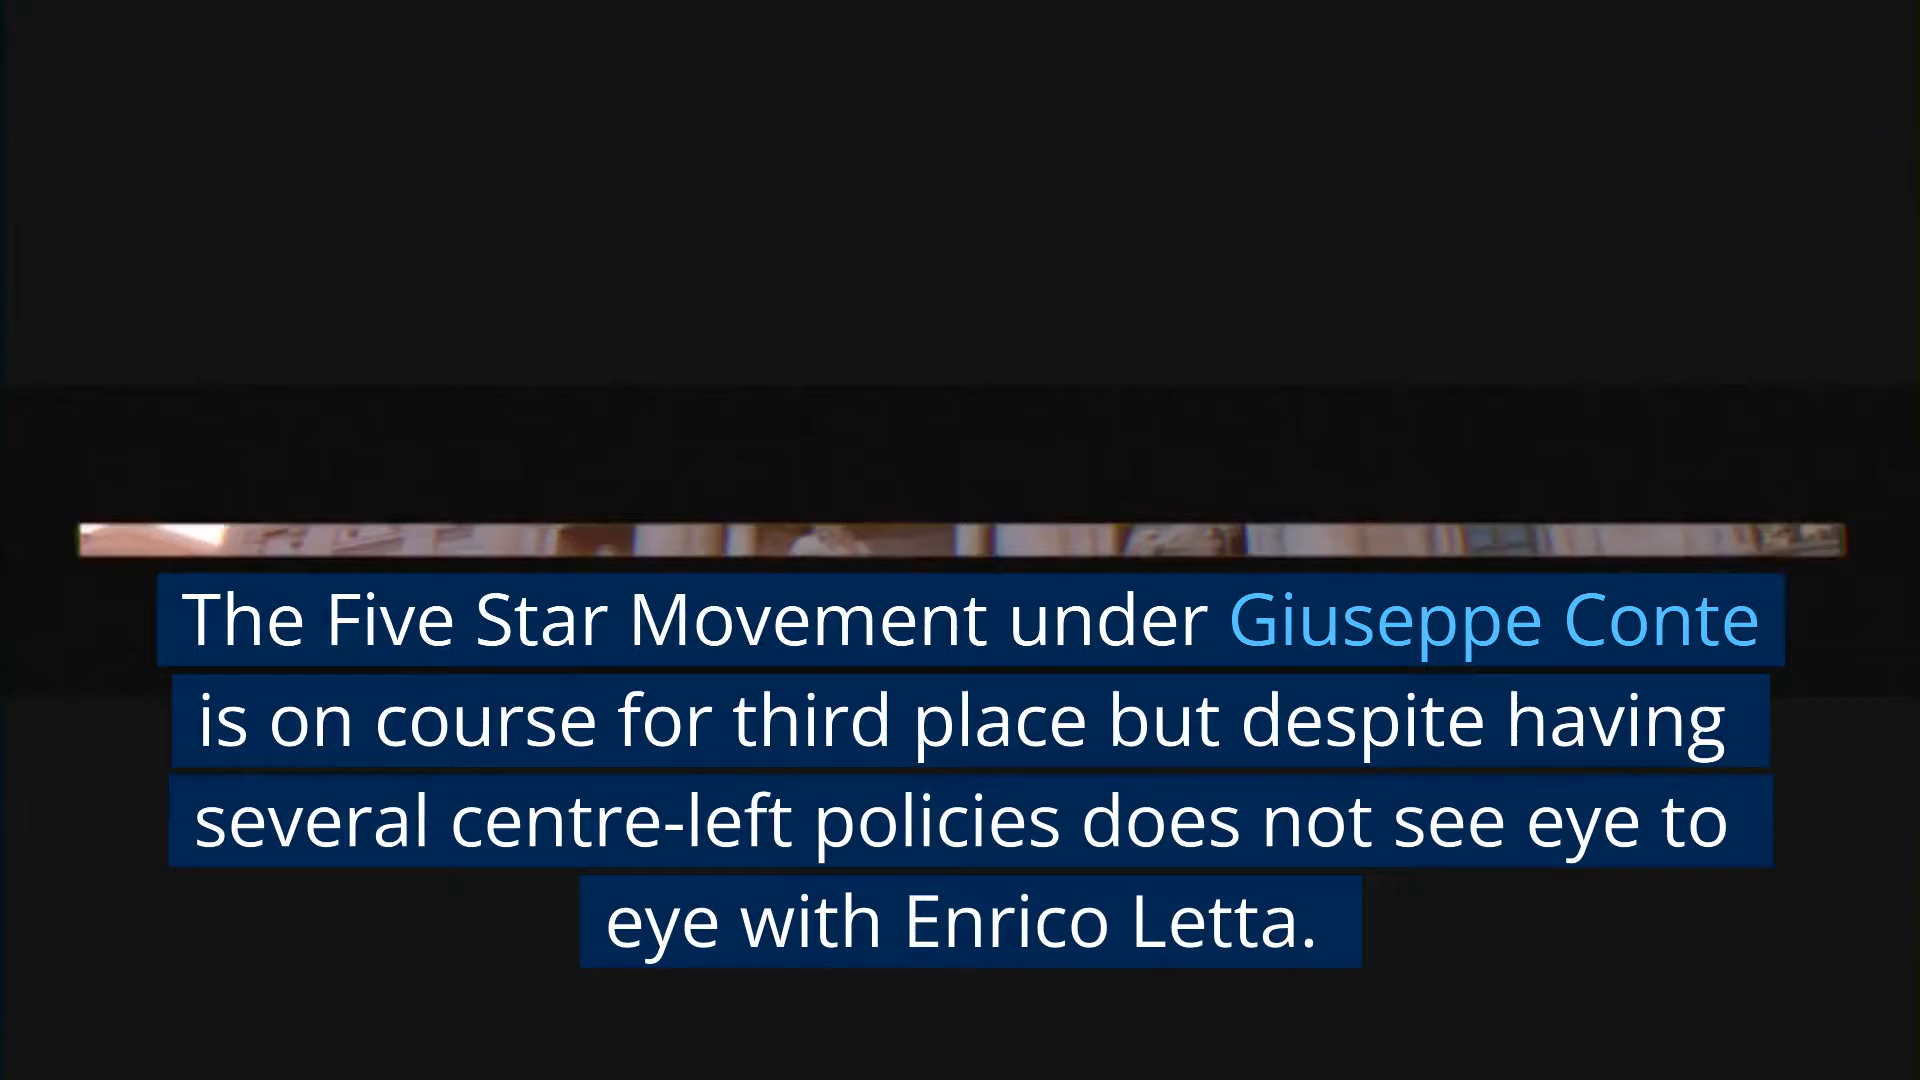 The Five Star Movement under Giuseppe Conte
is on course for third place but despite having
several centre-left policies does not see eye to
eye with Enrico Letta.